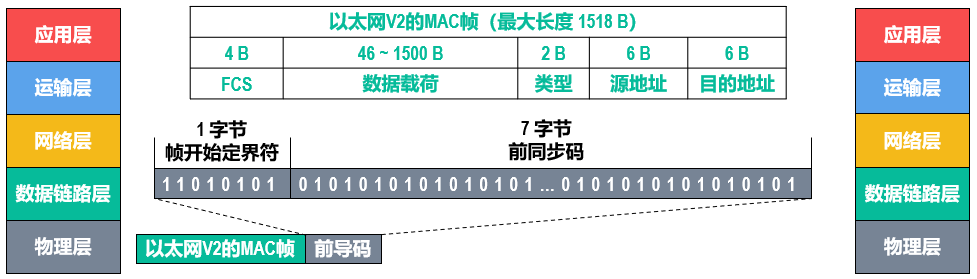 应用层
运输层
网络层
数据链路层
物理层
以太网V2的MAC帧（最大长度 1518 B）
4 B 46 ~ 1500 B 2 B 6 B 6 B
FCS 数据载荷 类型 源地址 目的地址
1 字节 7 字节
帧开始定界符 前同步码
1 1 0 1 0 1 0 1 0 1 0 1 0 1 0 1 0 1 0 1 0 1 0 1 ... 0 1 0 1 0 1 0 1 0 1 0 1 0 1 0 1
以太网V2的MAC帧 前导码
应用层
运输层
网络层
数据链路层
物理层